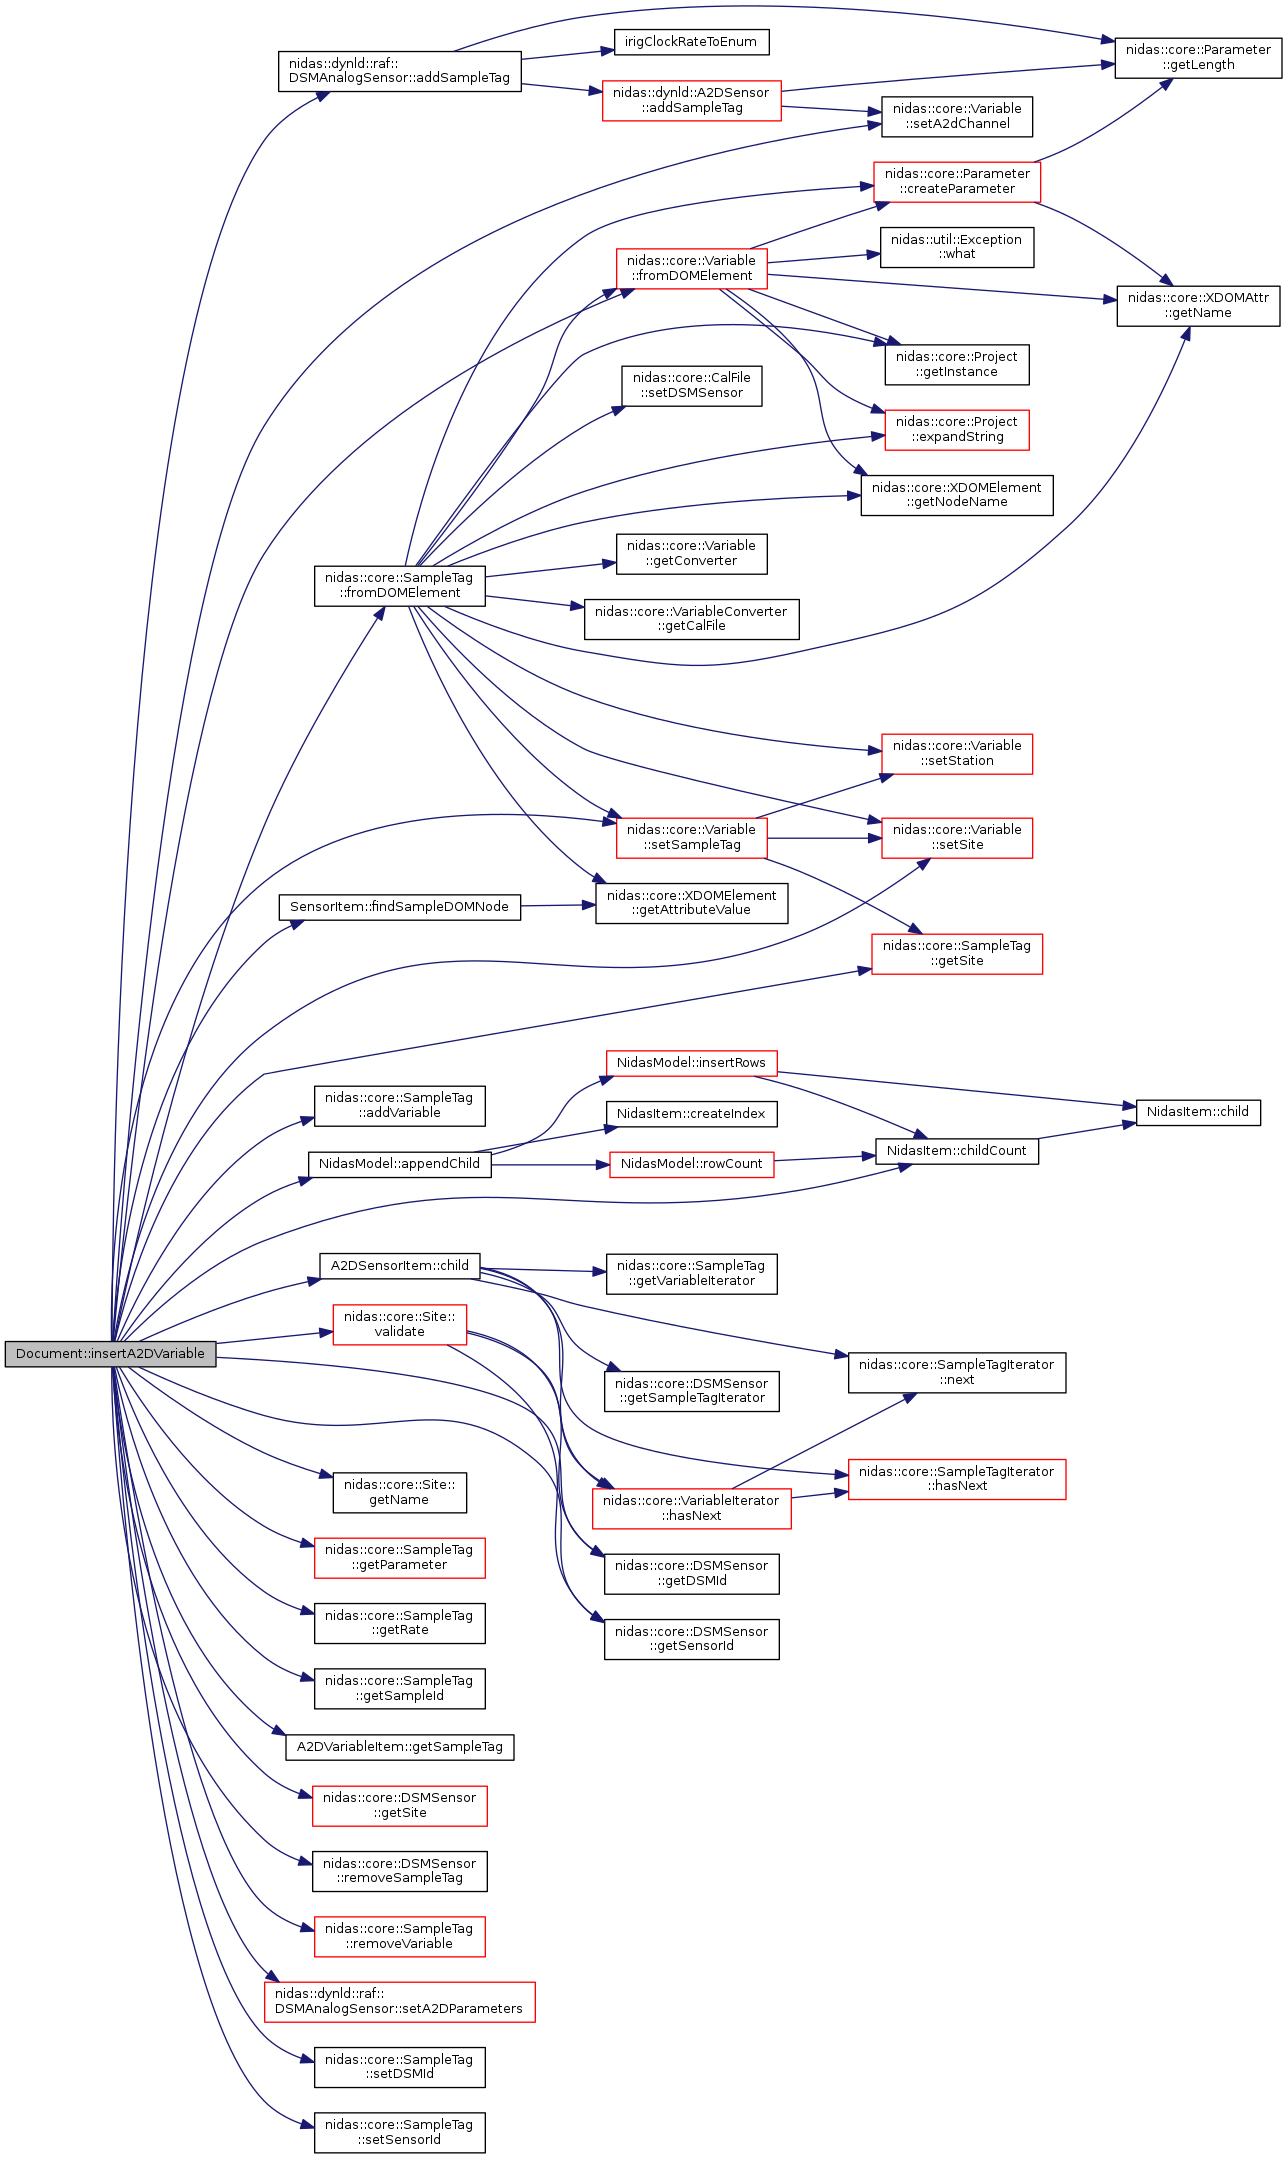 nidas::dynld::raf::
DSMAnalogSensor::addSampleTag
irigClockRateToEnum
nidas::core::Parameter
::getLength
nidas::dynld::A2DSensor
::addSampleTag
nidas::core::Variable
::setA2dChannel
nidas::core::Parameter
::createParameter
nidas::util::Exception
::what
nidas::core::Variable
::fromDOMElement
nidas::core::XDOMAttr
::getName
nidas::core::Project
::getInstance
nidas::core::CalFile
::setDSMSensor
nidas::core::Project
::expandString
nidas::core::XDOMElement
::getNodeName
nidas::core::Variable
::getConverter
nidas::core::SampleTag
::fromDOMElement
nidas::core::VariableConverter
::getCalFile
nidas::core::Variable
::setStation
nidas::core::Variable
::setSampleTag
nidas::core::Variable
::setSite
SensorItem::findSampleDOMNode
nidas::core::XDOMElement
::getAttributeValue
nidas::core::SampleTag
::getSite
NidasModel::insertRows
nidas::core::SampleTag
::addVariable
NidasItem::createIndex
NidasItem::child
NidasModel::appendChild
NidasModel::rowCount
NidasItem::childCount
A2DSensorItem::child
nidas::core::SampleTag
::getVariableIterator
nidas::core::Site::
validate
Document::insertA2DVariable
nidas::core::DSMSensor
::getSampleTagIterator
nidas::core::SampleTagIterator
::next
nidas::core::Site::
getName
nidas::core::VariableIterator
::hasNext
nidas::core::SampleTagIterator
::hasNext
nidas::core::SampleTag
::getParameter
nidas::core::DSMSensor
::getDSMId
nidas::core::SampleTag
::getRate
nidas::core::DSMSensor
::getSensorId
nidas::core::SampleTag
::getSampleId
A2DVariableItem::getSampleTag
nidas::core::DSMSensor
::getSite
nidas::core::DSMSensor
::removeSampleTag
nidas::core::SampleTag
::removeVariable
nidas::dynld::raf::
DSMAnalogSensor::setA2DParameters
nidas::core::SampleTag
::setDSMId
nidas::core::SampleTag
::setSensorId